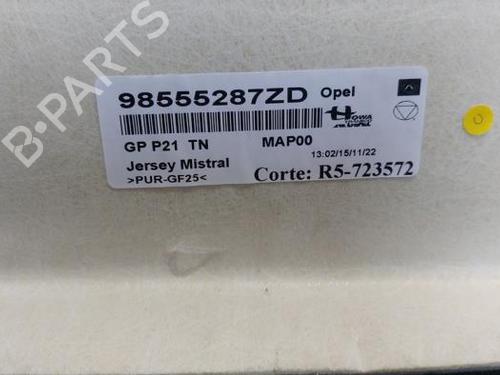 B-PARTS
98555287ZD Opel
HOWA
GP P21 TN MAP00
Jersey Mistral 13:02/15/11/22
>PUR-GF25< Corte: R5-723572